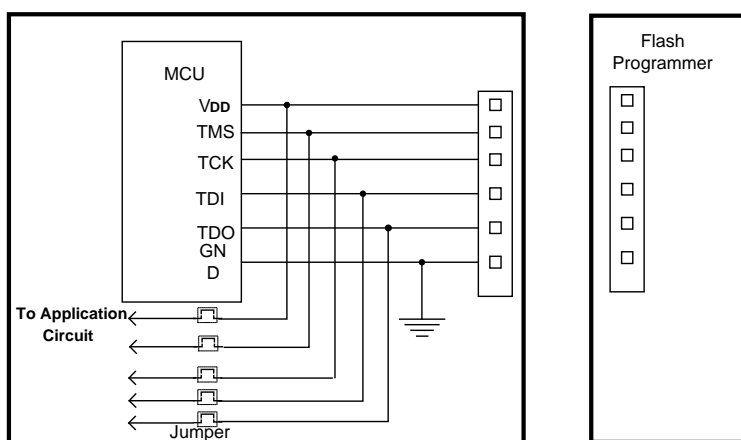 MCU
VDD
TMS
TCK
TDI
TDO
GN
D
To Application
Circuit
Jumper
Flash
Programmer